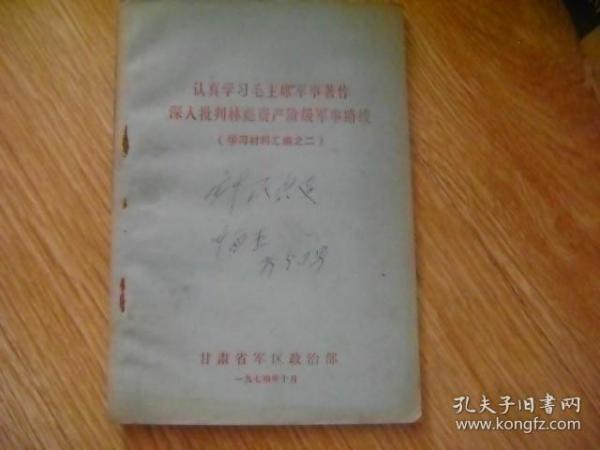 认真学习毛主席军事著作
深入批判林彪资产阶级军事路线
（学习材料汇编之二）
甘肃省军区政治部
一九七四年十月
孔夫子旧书网
www.kongfz.com